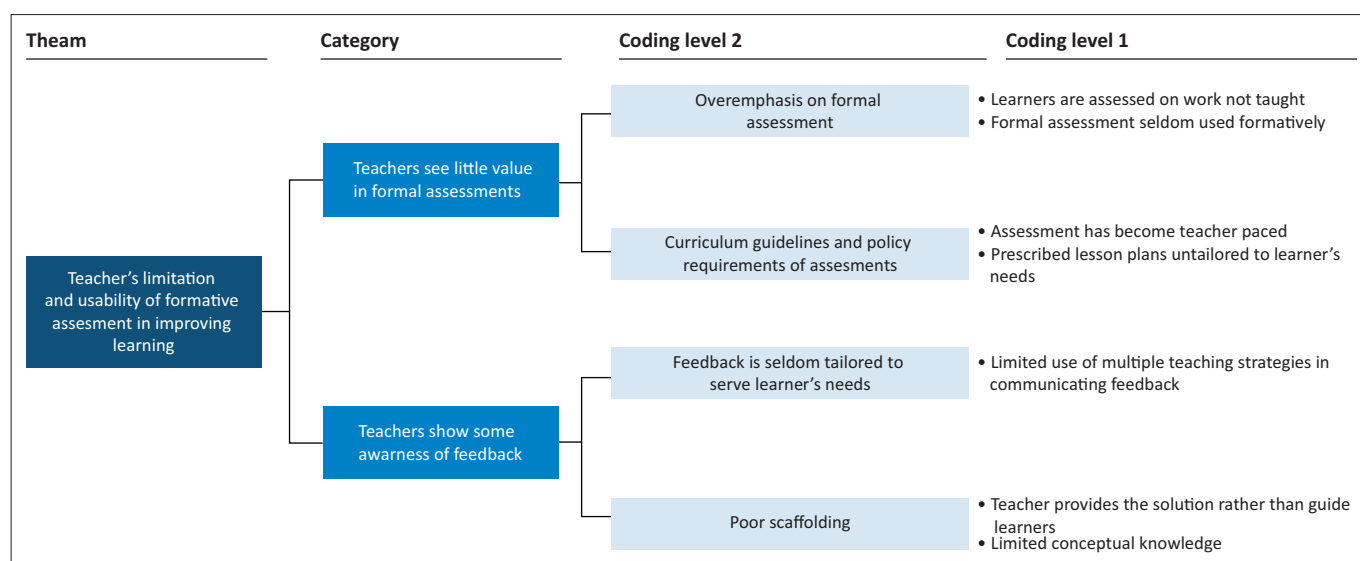 Theam
Category
Coding level 2
Coding level 1
Teacher’s limitation
and usability of formative
assesment in improving
learning
Teachers see little value
in formal assessments
Overemphasis on formal
assessment
• Learners are assessed on work not taught
• Formal assessment seldom used formatively
Curriculum guidelines and policy
requirements of assesments
• Assessment has become teacher paced
• Prescribed lesson plans untailored to learner’s
needs
Teachers show some
awarness of feedback
Feedback is seldom tailored to
serve learner’s needs
• Limited use of multiple teaching strategies in
communicating feedback
Poor scaffolding
• Teacher provides the solution rather than guide
learners
• Limited conceptual knowledge